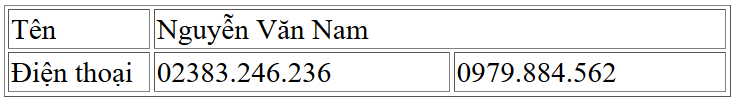 Tên Nguyễn Văn Nam
Điện thoại 02383.246.236 0979.884.562